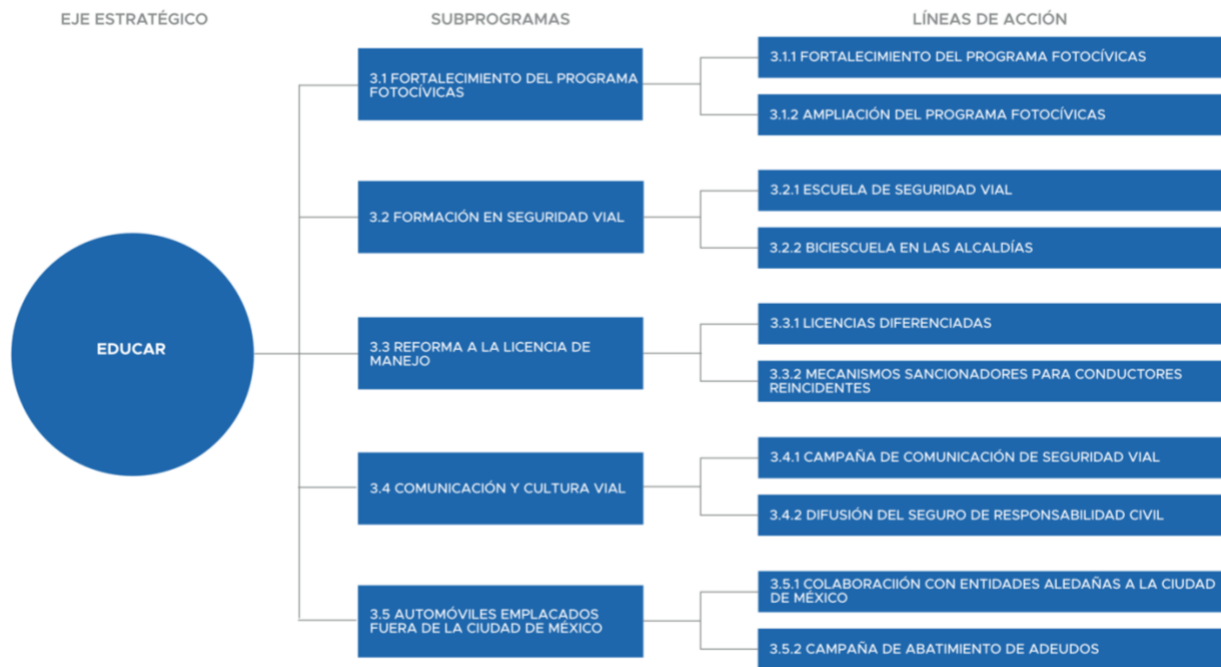 EJE ESTRATÉGICO
SUBPROGRAMAS
LÍNEAS DE ACCIÓN
EDUCAR
3.1 FORTALECIMIENTO DEL PROGRAMA
FOTOCÍVICAS
3.1.1 FORTALECIMIENTO DEL PROGRAMA FOTOCÍVICAS
3.1.2 AMPLIACIÓN DEL PROGRAMA FOTOCÍVICAS
3.2 FORMACIÓN EN SEGURIDAD VIAL
3.2.1 ESCUELA DE SEGURIDAD VIAL
3.2.2 BICIESCUELA EN LAS ALCALDÍAS
3.3 REFORMA A LA LICENCIA DE
MANEJO
3.3.1 LICENCIAS DIFERENCIADAS
3.3.2 MECANISMOS SANCIONADORES PARA CONDUCTORES
REINCIDENTES
3.4 COMUNICACIÓN Y CULTURA VIAL
3.4.1 CAMPAÑA DE COMUNICACIÓN DE SEGURIDAD VIAL
3.4.2 DIFUSIÓN DEL SEGURO DE RESPONSABILIDAD CIVIL
3.5 AUTOMÓVILES EMPLACADOS
FUERA DE LA CIUDAD DE MÉXICO
3.5.1 COLABORACIIÓN CON ENTIDADES ALEDAÑAS A LA CIUDAD
DE MÉXICO
3.5.2 CAMPAÑA DE ABATIMIENTO DE ADEUDOS